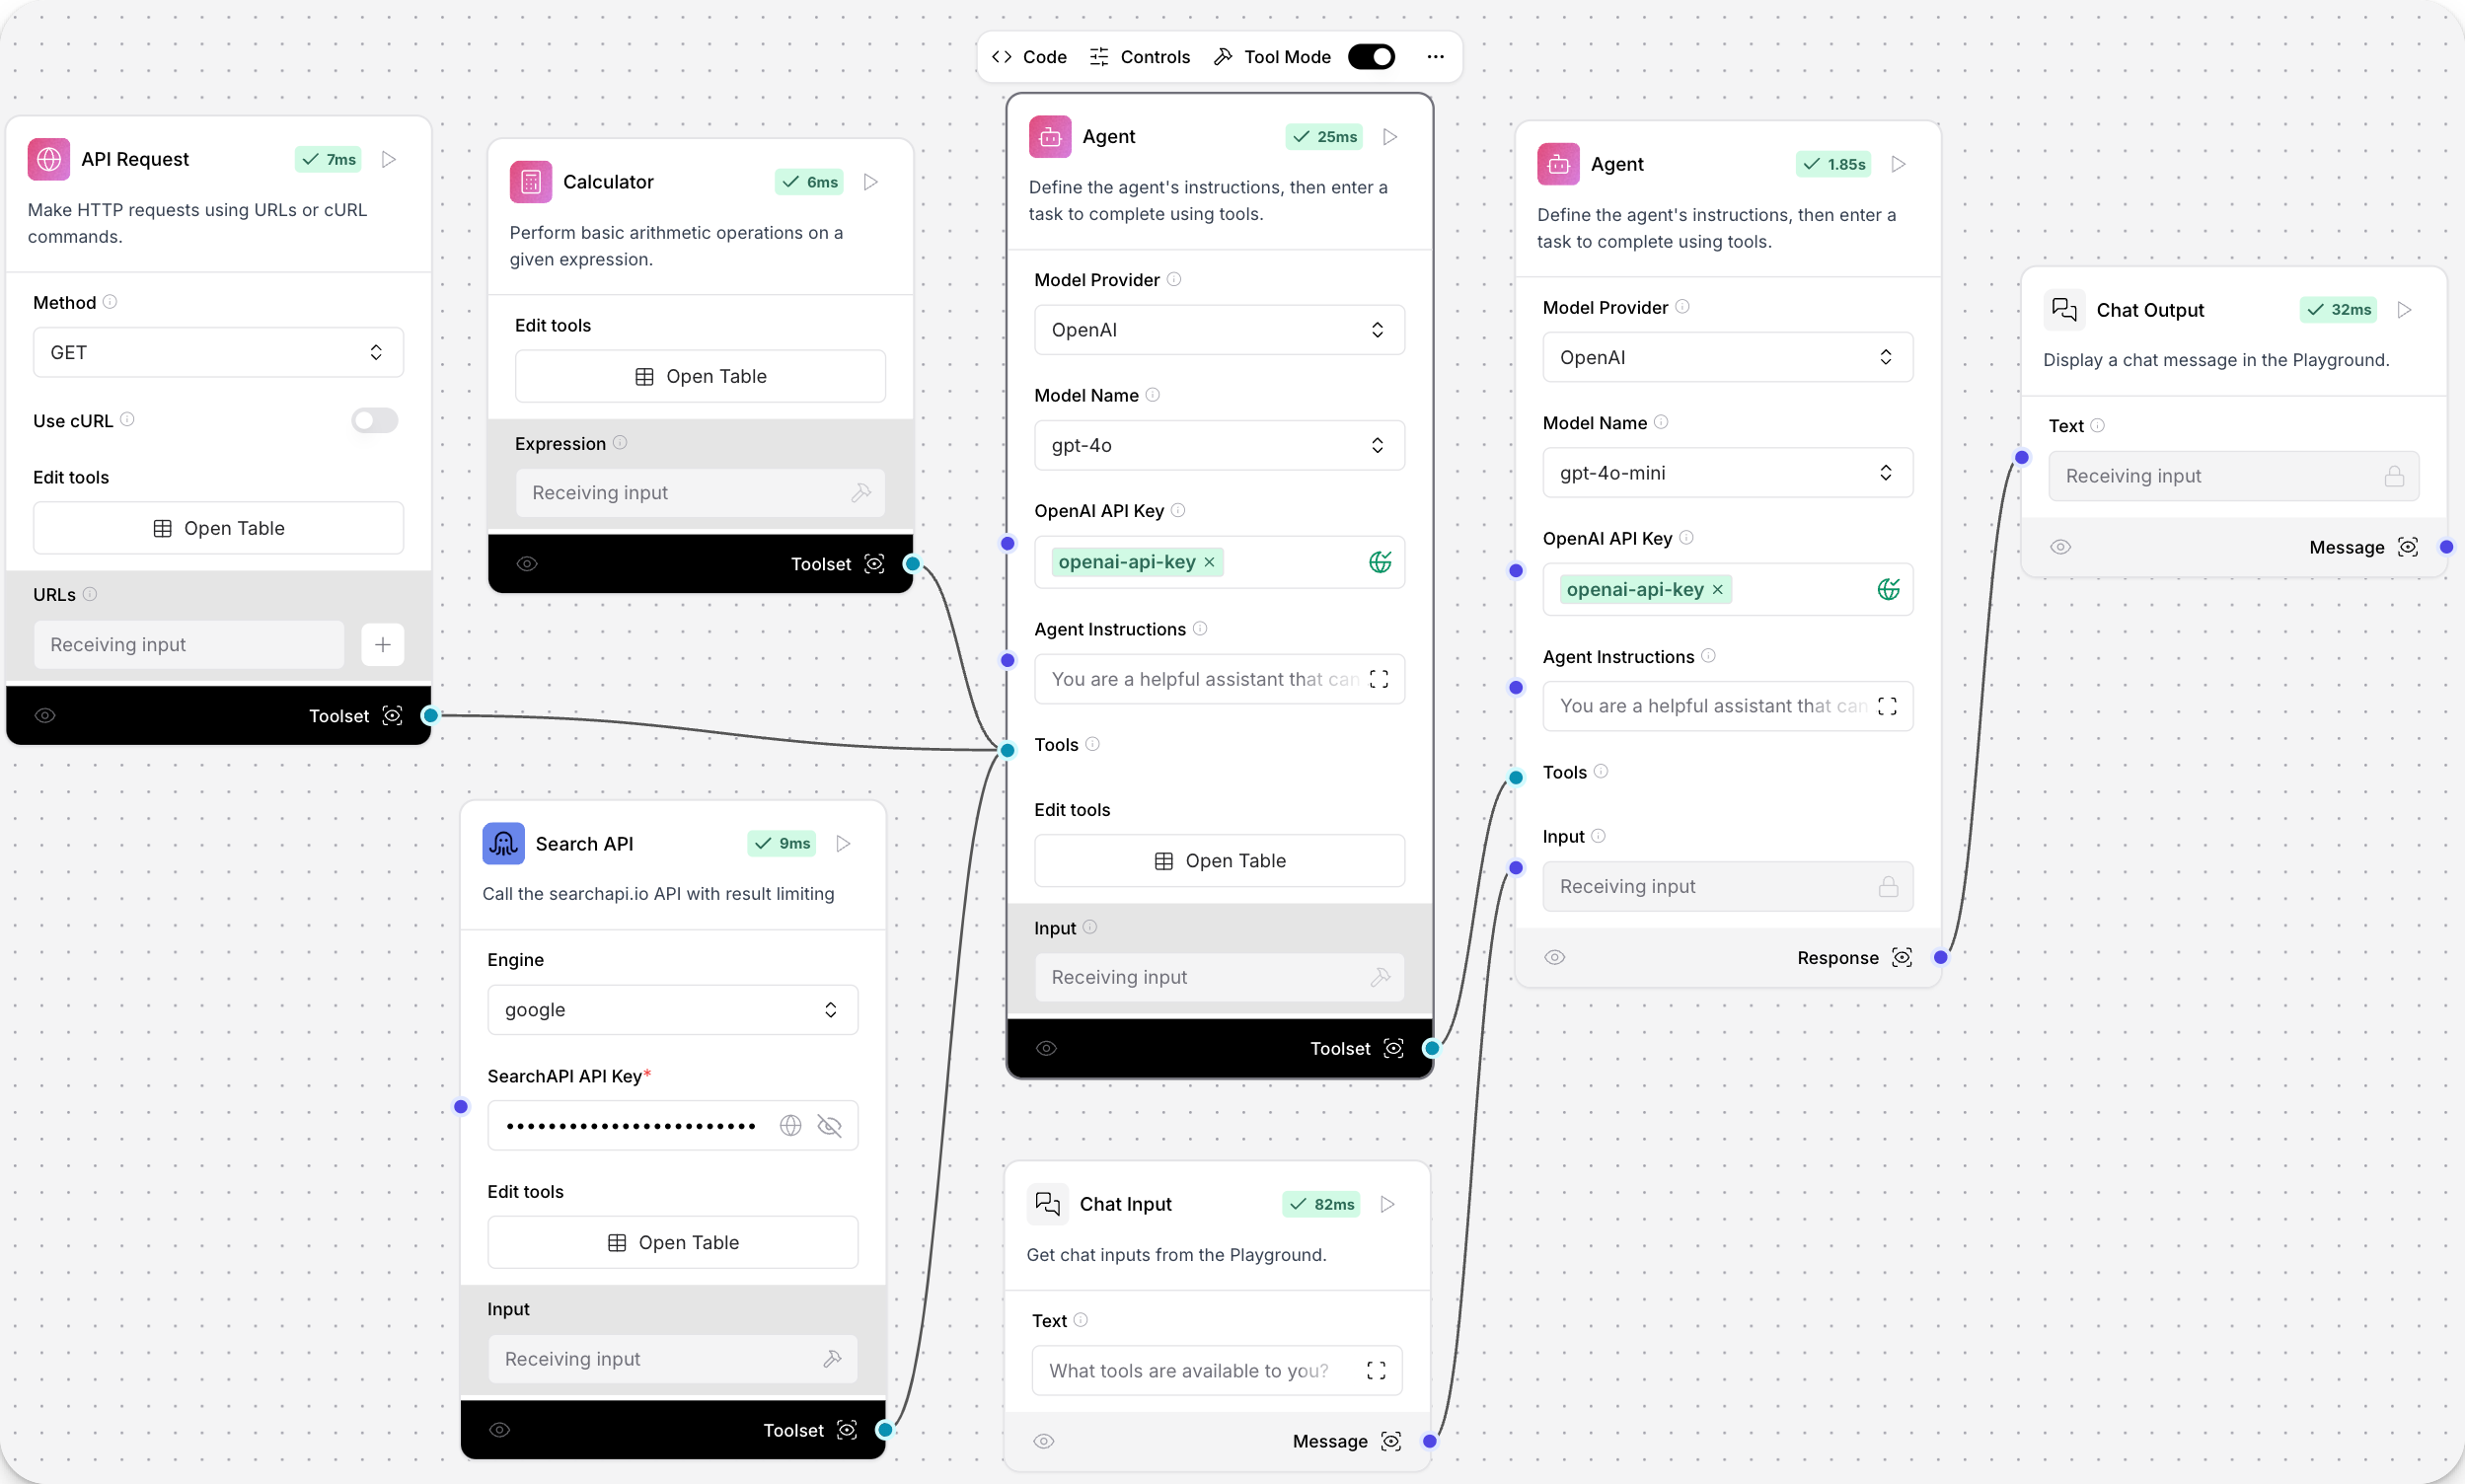 Code
Controls
Tool Mode
API Request
7ms
Make HTTP requests using URLs or cURL
commands.
Method
GET
Use cURL
Edit tools
Open Table
URLs
Receiving input
Toolset
Calculator
6ms
Perform basic arithmetic operations on a
given expression.
Edit tools
Open Table
Expression
Receiving input
Toolset
Search API
9ms
Call the searchapi.io API with result limiting
Engine
google
SearchAPI API Key*
••••••••••••••••••••••••
Edit tools
Open Table
Input
Receiving input
Toolset
Agent
25ms
Define the agent's instructions, then enter a
task to complete using tools.
Model Provider
OpenAI
Model Name
gpt-4o
OpenAI API Key
openai-api-key ×
Agent Instructions
You are a helpful assistant that can
Tools
Edit tools
Open Table
Input
Receiving input
Toolset
Chat Input
82ms
Get chat inputs from the Playground.
Text
What tools are available to you?
Message
Agent
1.85s
Define the agent's instructions, then enter a
task to complete using tools.
Model Provider
OpenAI
Model Name
gpt-4o-mini
OpenAI API Key
openai-api-key ×
Agent Instructions
You are a helpful assistant that can
Tools
Input
Receiving input
Response
Chat Output
32ms
Display a chat message in the Playground.
Text
Receiving input
Message